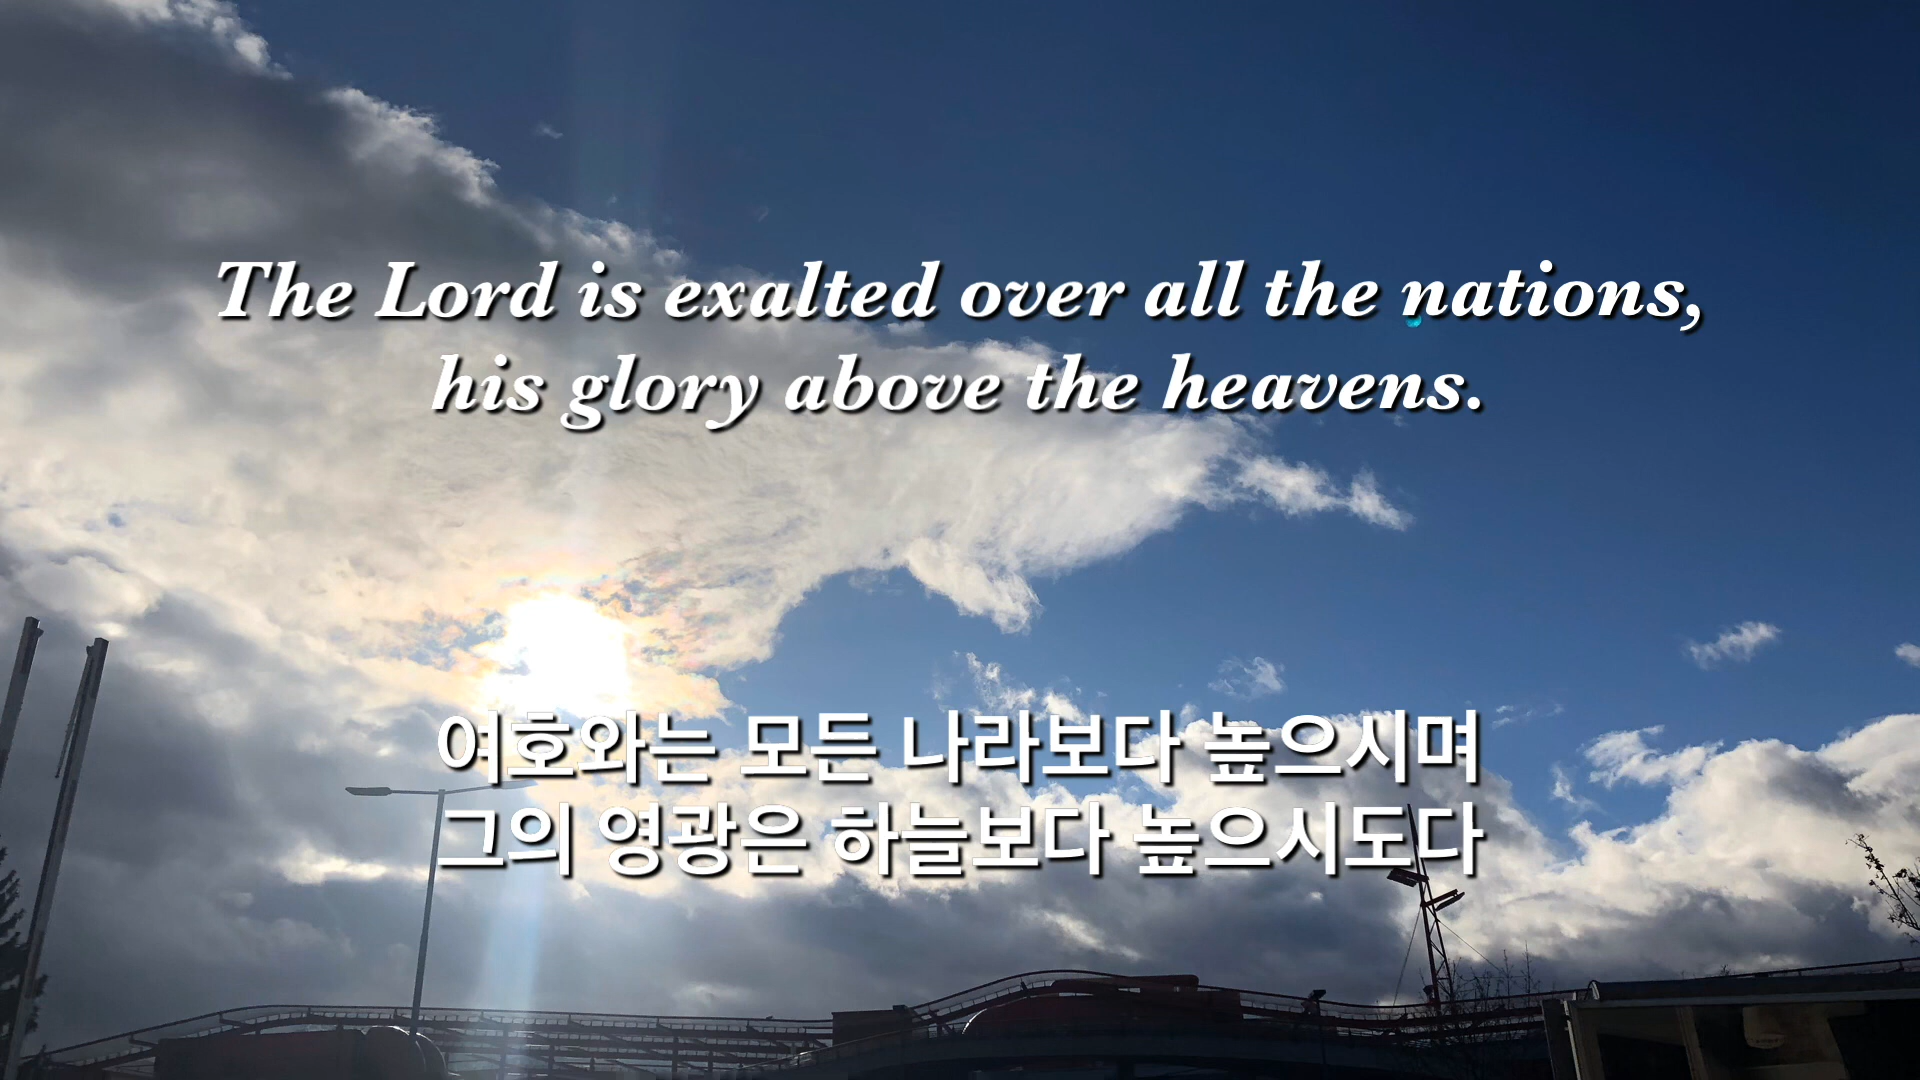 The Lord is exalted over all the nations,
his glory above the heavens.
여호와는 모든 나라보다 높으시며
그의 영광은 하늘보다 높으시도다